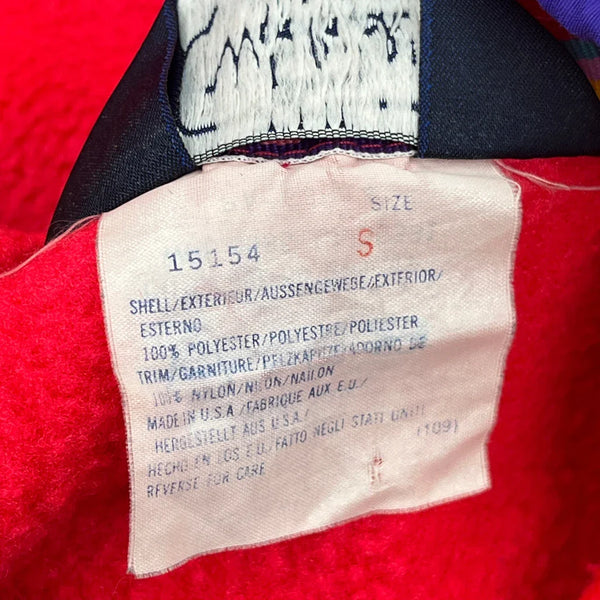 SIZE
15154 S
SHELL/EXTERIEUR/AUSSENGEWEBE/EXTERIOR/
ESTERNO
100% POLYESTER/POLYESTRE/POLIESTER
TRIM/GARNITURE/PELZKAPUZE/ADORNO DE
100% NYLON/NILON/NAILON
MADE IN U.S.A./FABRIQUE AUX E.U./
HERGESTELLT AUS U.S.A./
HECHO EN LOS E.U./FATTO NEGLI STATI UNITI
(109)
REVERSE FOR CARE